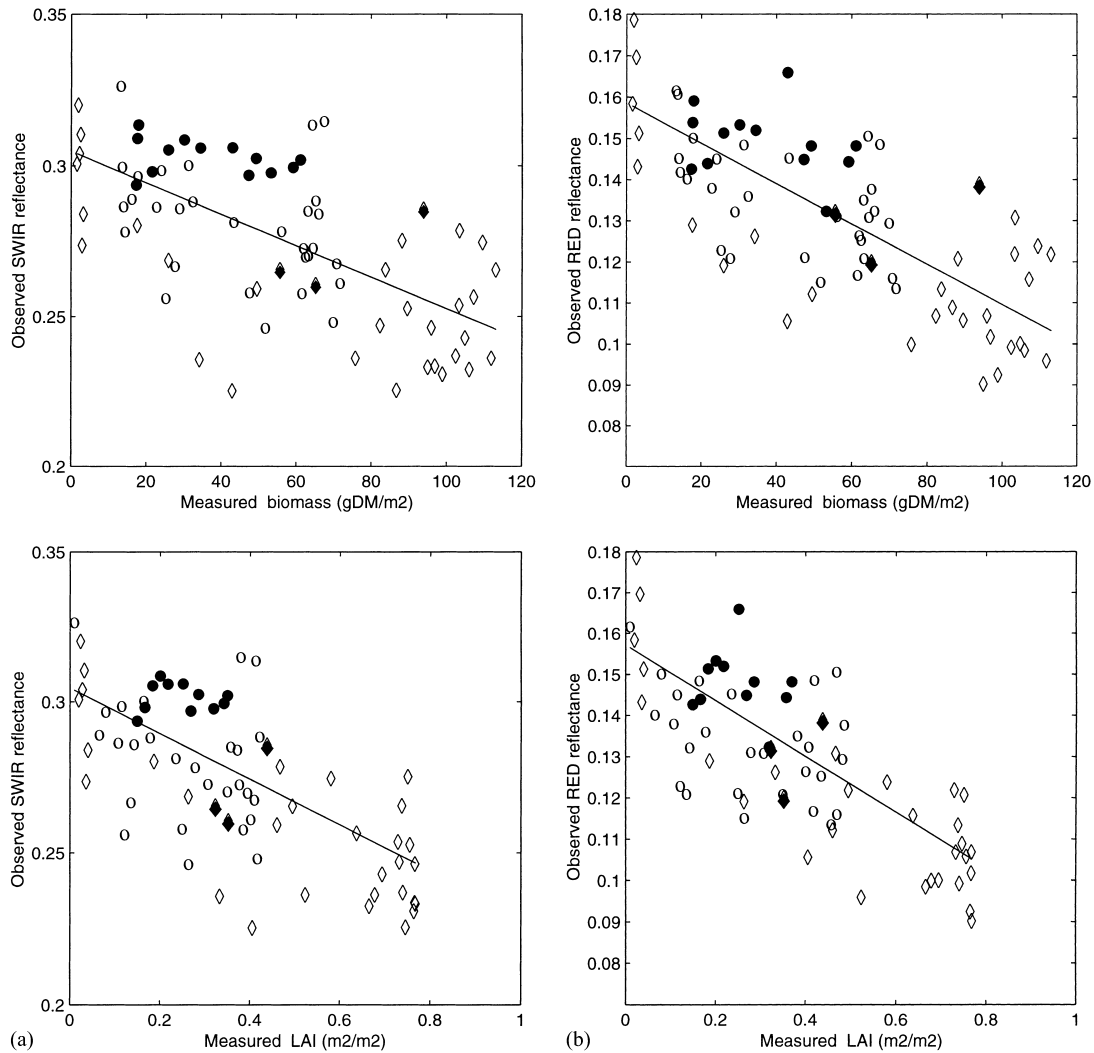 0.35
0.3
0.25
0.2
Observed SWIR reflectance
0 20 40 60 80 100 120
Measured biomass (gDM/m2)
0.18
0.17
0.16
0.15
0.14
0.13
0.12
0.11
0.1
0.09
0.08
Observed RED reflectance
0 20 40 60 80 100 120
Measured biomass (gDM/m2)
0.35
0.3
0.25
0.2
Observed SWIR reflectance
0 0.2 0.4 0.6 0.8 1
(a) Measured LAI (m2/m2)
0.18
0.17
0.16
0.15
0.14
0.13
0.12
0.11
0.1
0.09
0.08
Observed RED reflectance
0 0.2 0.4 0.6 0.8 1
(b) Measured LAI (m2/m2)